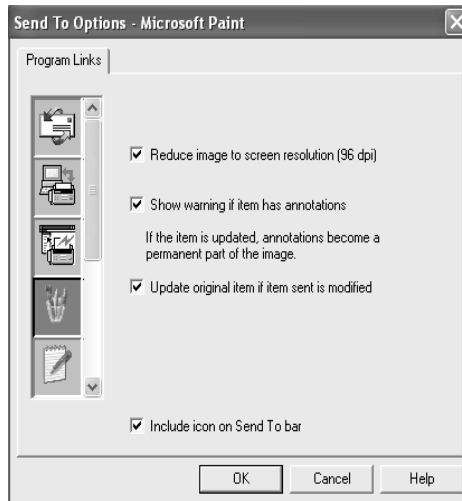 Send To Options - Microsoft Paint
Program Links
Reduce image to screen resolution (96 dpi)
Show warning if item has annotations
If the item is updated, annotations become a
permanent part of the image.
Update original item if item sent is modified
Include icon on Send To bar
OK
Cancel
Help